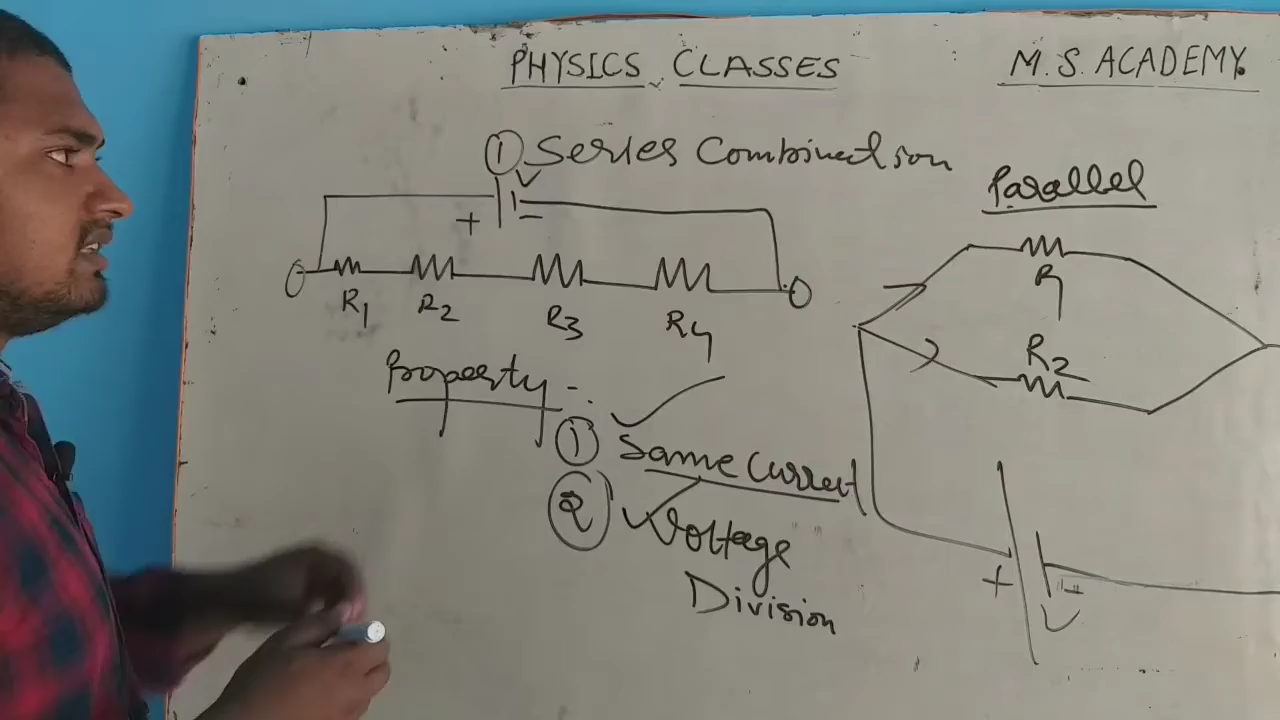 PHYSICS CLASSES
M. S. ACADEMY
① Series Combination
V
+ −
R1 R2 R3 R4
Property -:
① Same Current
② Voltage
Division
Parallel
R1
R2
+ −
V